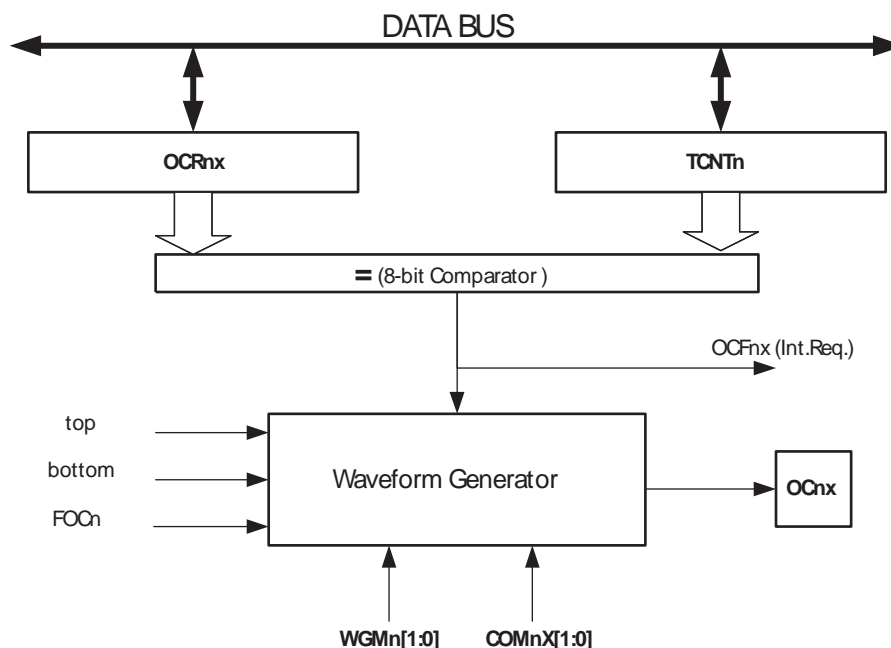 DATA BUS
OCRnx
TCNTn
= (8-bit Comparator )
OCFnx (Int.Req.)
top
bottom
FOCn
Waveform Generator
OCnx
WGMn[1:0]
COMnX[1:0]